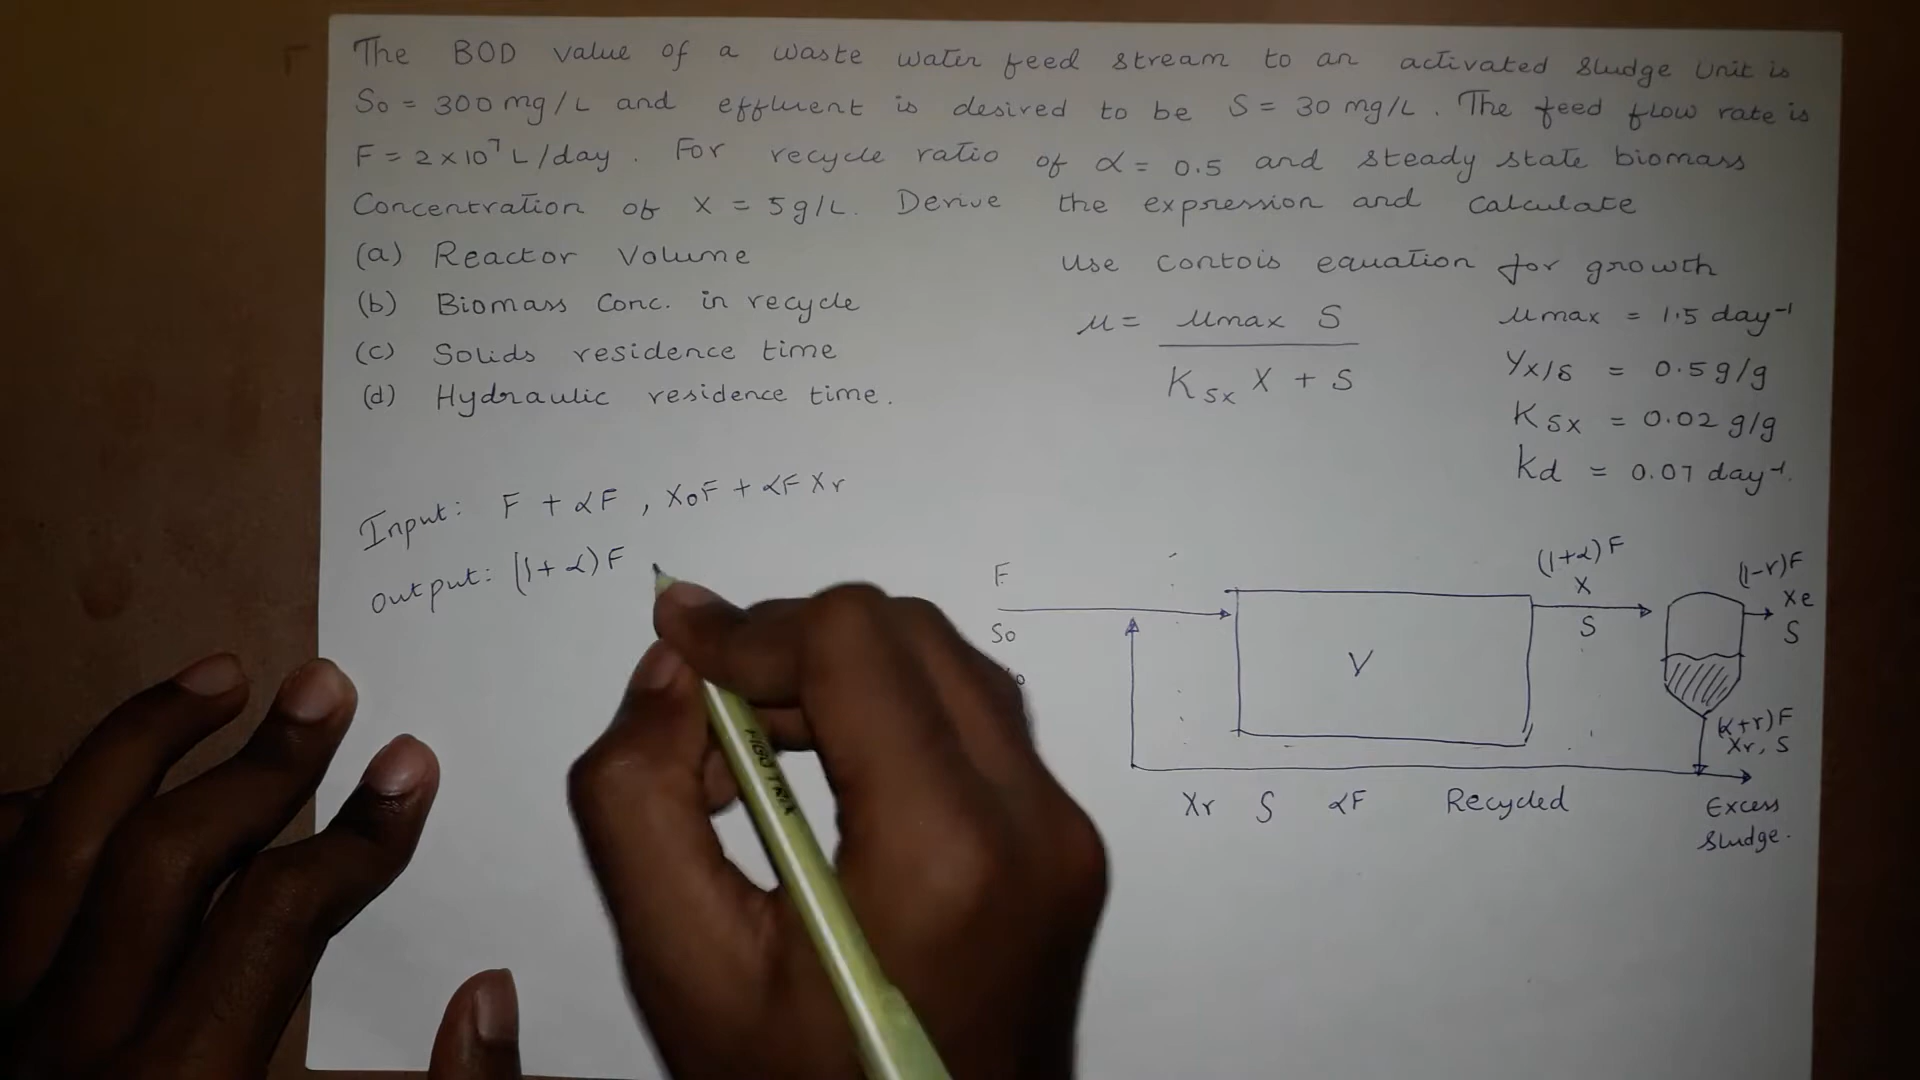 The BOD value of a waste water feed stream to an activated sludge Unit is
So = 300 mg/L and effluent is desired to be S = 30 mg/L. The feed flow rate is
F = 2 x 10⁷ L/day. For recycle ratio of α = 0.5 and steady state biomass
Concentration of X = 5 g/L. Derive the expression and calculate
(a) Reactor Volume
(b) Biomass Conc. in recycle
(c) Solids residence time
(d) Hydraulic residence time.
Use contois equation for growth
μ = μmax S / Ksx X + S
μmax = 1.5 day⁻¹
Yx/s = 0.5 g/g
Ksx = 0.02 g/g
kd = 0.07 day⁻¹.
Input: F + αF, XoF + αF Xr
Output: (1+α)F
F
So
V
(1+α)F
X
S
(1-r)F
Xe
S
(α+r)F
Xr, S
Xr S αF Recycled
Excess
Sludge.